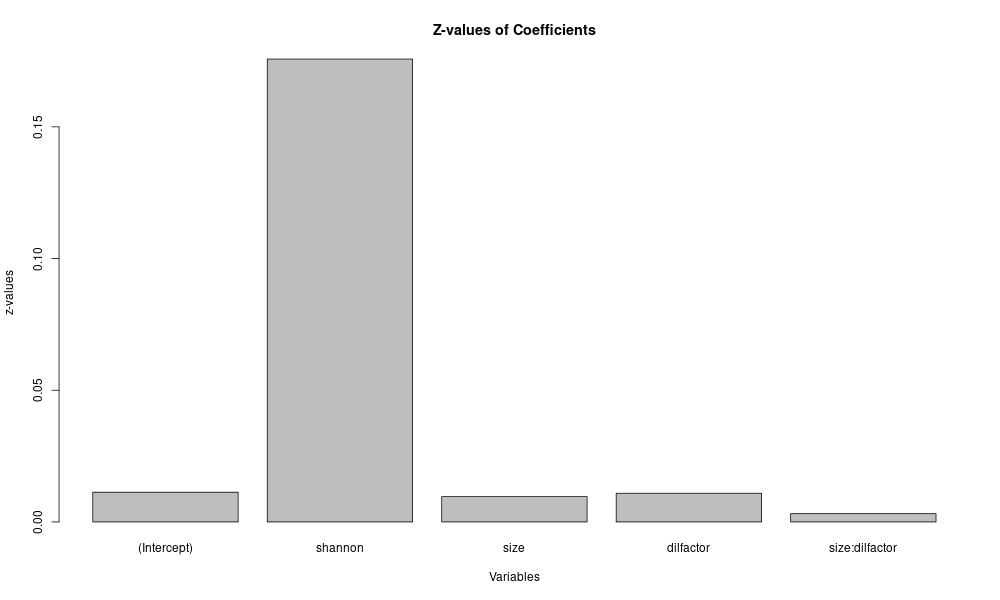 Z-values of Coefficients
z-values
0.15
0.10
0.05
0.00
(Intercept)
shannon
size
dilfactor
size:dilfactor
Variables